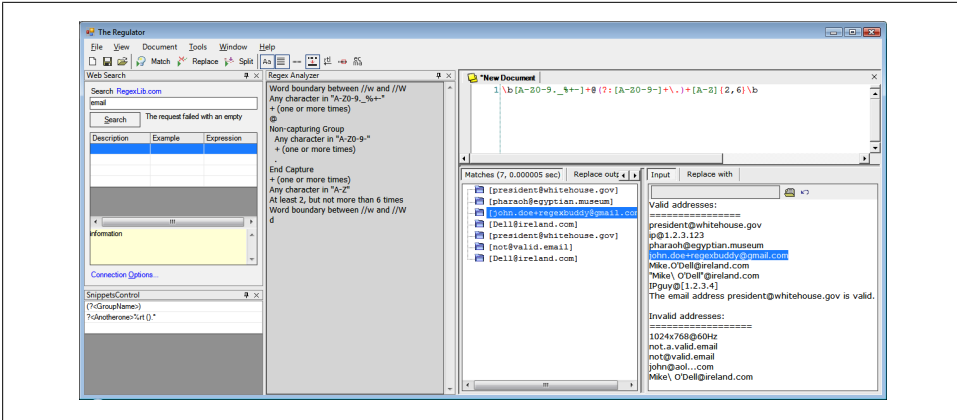 The Regulator
File View Document Tools Window Help
Match Replace Split Aa
Web Search
Search RegexLib.com
email
Search The request failed with an empty
Description Example Expression
information
Connection Options...
SnippetsControl
(?<GroupName>)
?<Anotherone>%rt ().*
Regex Analyzer
Word boundary between //w and //W
Any character in "A-Z0-9._%+-"
+ (one or more times)
@
Non-capturing Group
Any character in "A-Z0-9-"
+ (one or more times)
.
End Capture
+ (one or more times)
Any character in "A-Z"
At least 2, but not more than 6 times
Word boundary between //w and //W
d
*New Document
1 \b[A-Z0-9._%+-]+@(?:[A-Z0-9-]+\.)+[A-Z]{2,6}\b
Matches (7, 0.000005 sec) Replace outp
[president@whitehouse.gov]
[pharaoh@egyptian.museum]
[john.doe+regexbuddy@gmail.com
[Dell@ireland.com]
[president@whitehouse.gov]
[not@valid.email]
[Dell@ireland.com]
Input Replace with
Valid addresses:
================
president@whitehouse.gov
ip@1.2.3.123
pharaoh@egyptian.museum
john.doe+regexbuddy@gmail.com
Mike.O'Dell@ireland.com
"Mike\ O'Dell"@ireland.com
IPguy@[1.2.3.4]
The email address president@whitehouse.gov is valid.
Invalid addresses:
==================
1024x768@60Hz
not.a.valid.email
not@valid.email
john@aol...com
Mike\ O'Dell@ireland.com